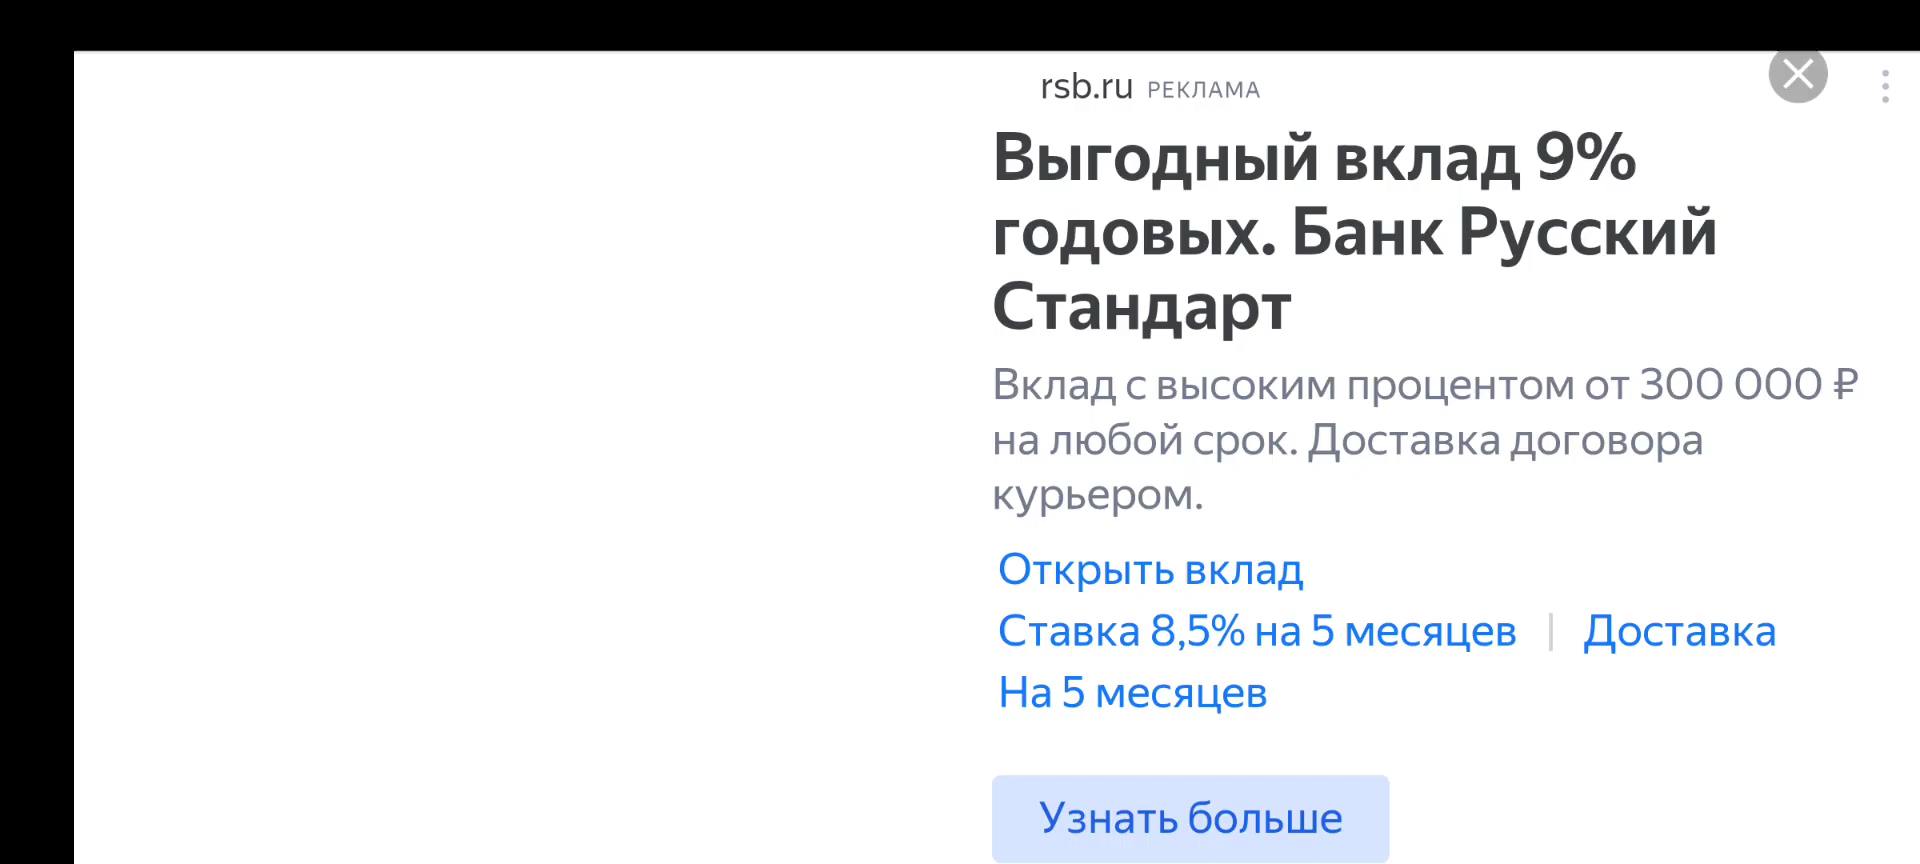 rsb.ru РЕКЛАМА
Выгодный вклад 9%
годовых. Банк Русский
Стандарт
Вклад с высоким процентом от 300 000 ₽
на любой срок. Доставка договора
курьером.
Открыть вклад
Ставка 8,5% на 5 месяцев | Доставка
На 5 месяцев
Узнать больше